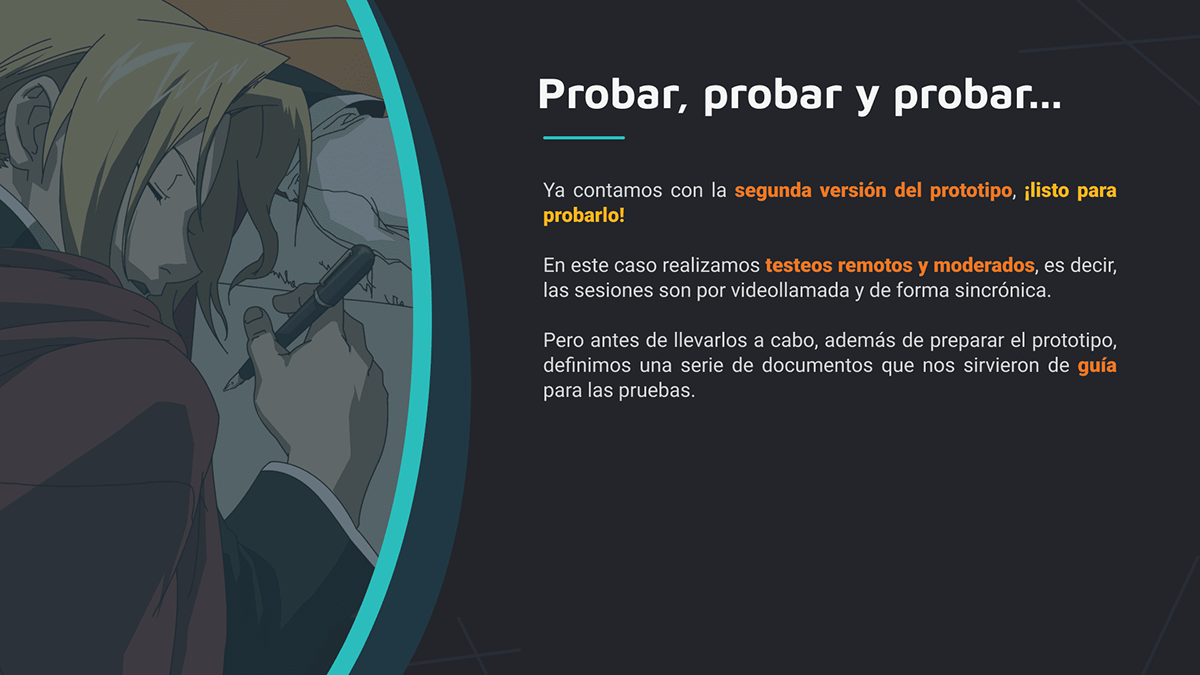 Probar, probar y probar...
Ya contamos con la segunda versión del prototipo, ¡listo para
probarlo!
En este caso realizamos testeos remotos y moderados, es decir,
las sesiones son por videollamada y de forma sincrónica.
Pero antes de llevarlos a cabo, además de preparar el prototipo,
definimos una serie de documentos que nos sirvieron de guía
para las pruebas.